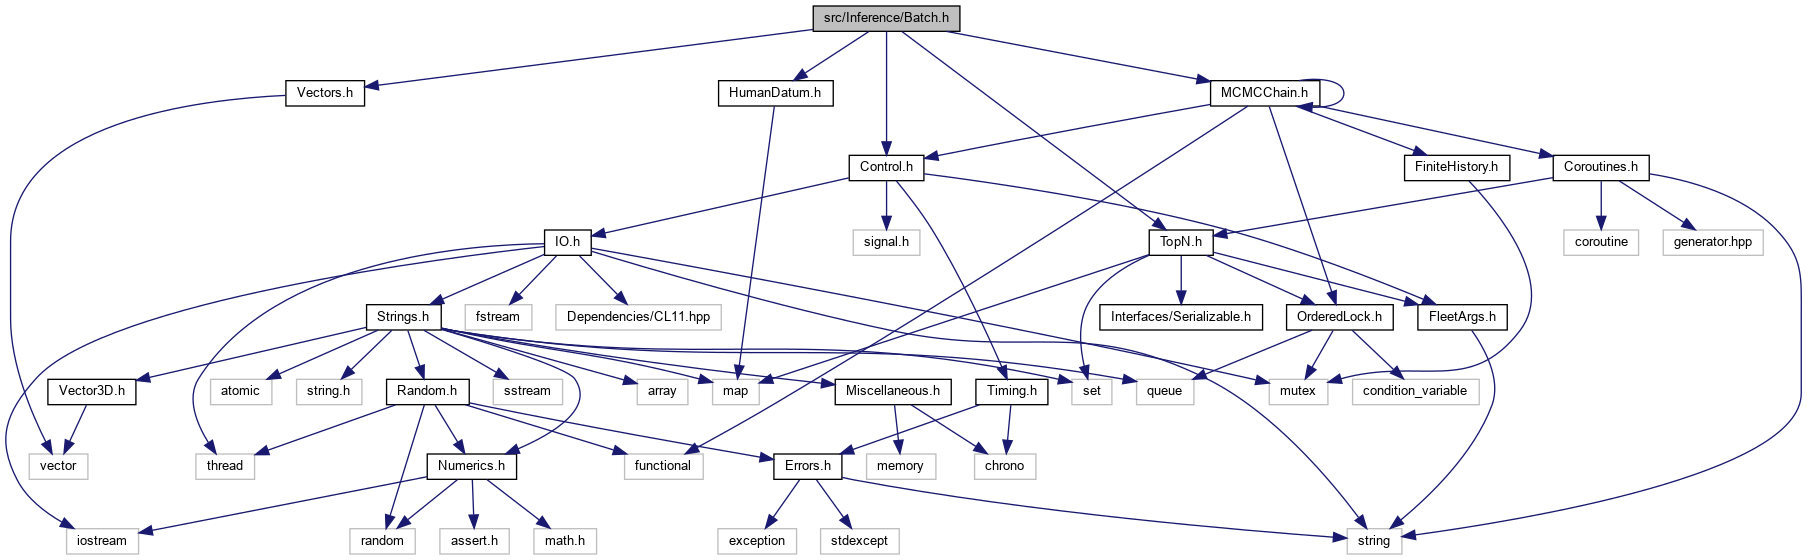 src/Inference/Batch.h
Vectors.h
HumanDatum.h
MCMCChain.h
Control.h
FiniteHistory.h
Coroutines.h
IO.h
signal.h
TopN.h
coroutine
generator.hpp
Strings.h
fstream
Dependencies/CL11.hpp
Interfaces/Serializable.h
OrderedLock.h
FleetArgs.h
Vector3D.h
atomic
string.h
Random.h
sstream
array
map
Miscellaneous.h
Timing.h
set
queue
mutex
condition_variable
vector
thread
Numerics.h
functional
Errors.h
memory
chrono
iostream
random
assert.h
math.h
exception
stdexcept
string